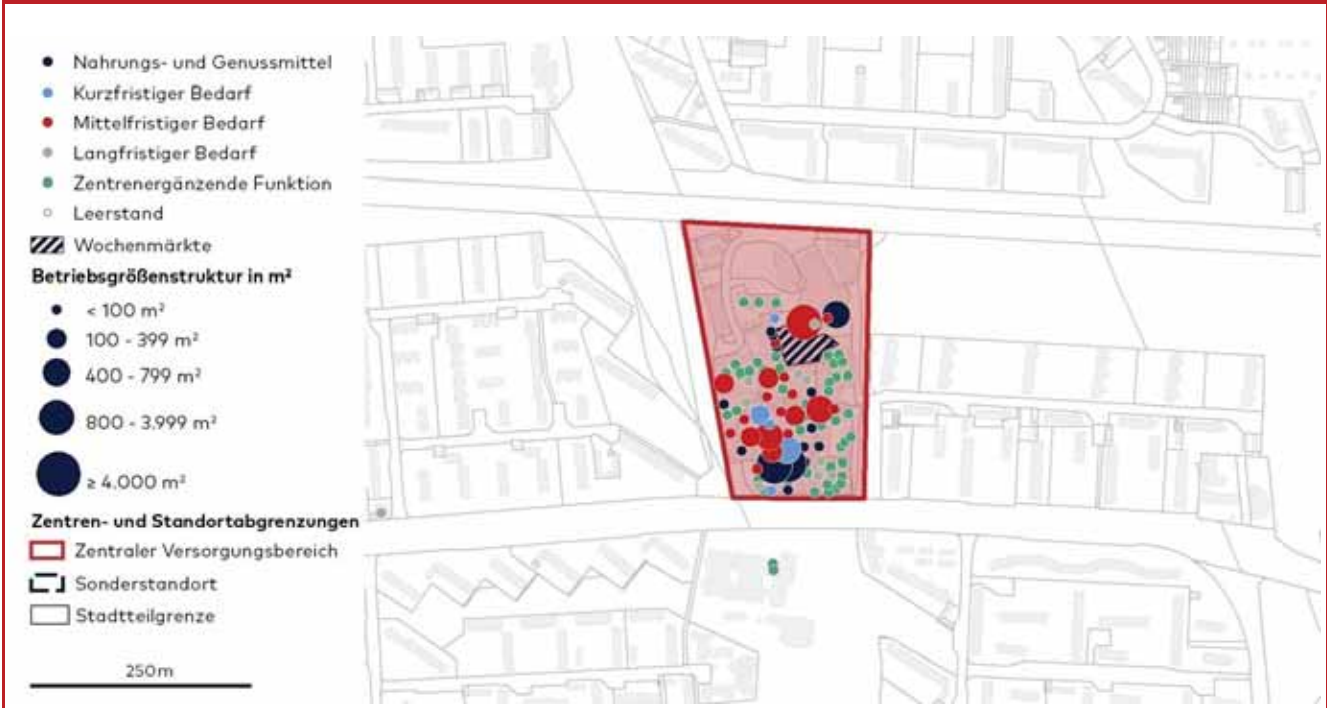 Nahrungs- und Genussmittel
Kurzfristiger Bedarf
Mittelfristiger Bedarf
Langfristiger Bedarf
Zentrenergänzende Funktion
Leerstand
Wochenmärkte
Betriebsgrößenstruktur in m²
< 100 m²
100 - 399 m²
400 - 799 m²
800 - 3.999 m²
≥ 4.000 m²
Zentren- und Standortabgrenzungen
Zentraler Versorgungsbereich
Sonderstandort
Stadtteilgrenze
250m